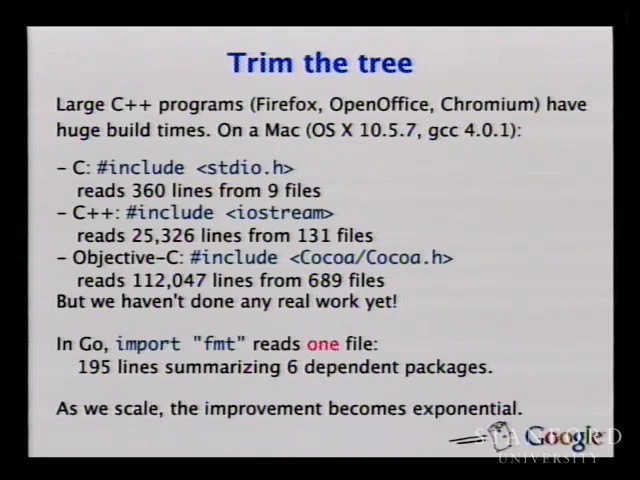 Trim the tree
Large C++ programs (Firefox, OpenOffice, Chromium) have
huge build times. On a Mac (OS X 10.5.7, gcc 4.0.1):
- C: #include <stdio.h>
reads 360 lines from 9 files
- C++: #include <iostream>
reads 25,326 lines from 131 files
- Objective-C: #include <Cocoa/Cocoa.h>
reads 112,047 lines from 689 files
But we haven't done any real work yet!
In Go, import "fmt" reads one file:
195 lines summarizing 6 dependent packages.
As we scale, the improvement becomes exponential.
Google
STANFORD
UNIVERSITY